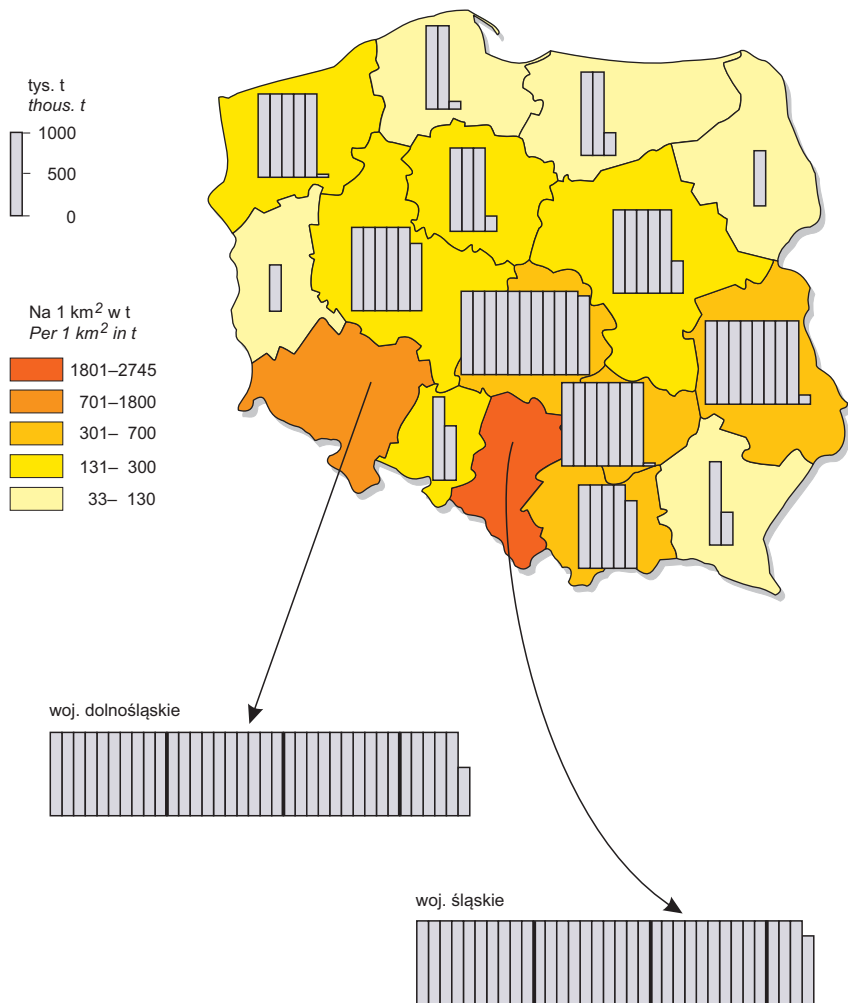 tys. t
thous. t
1000
500
0
Na 1 km² w t
Per 1 km² in t
1801–2745
701–1800
301– 700
131– 300
33– 130
woj. dolnośląskie
woj. śląskie